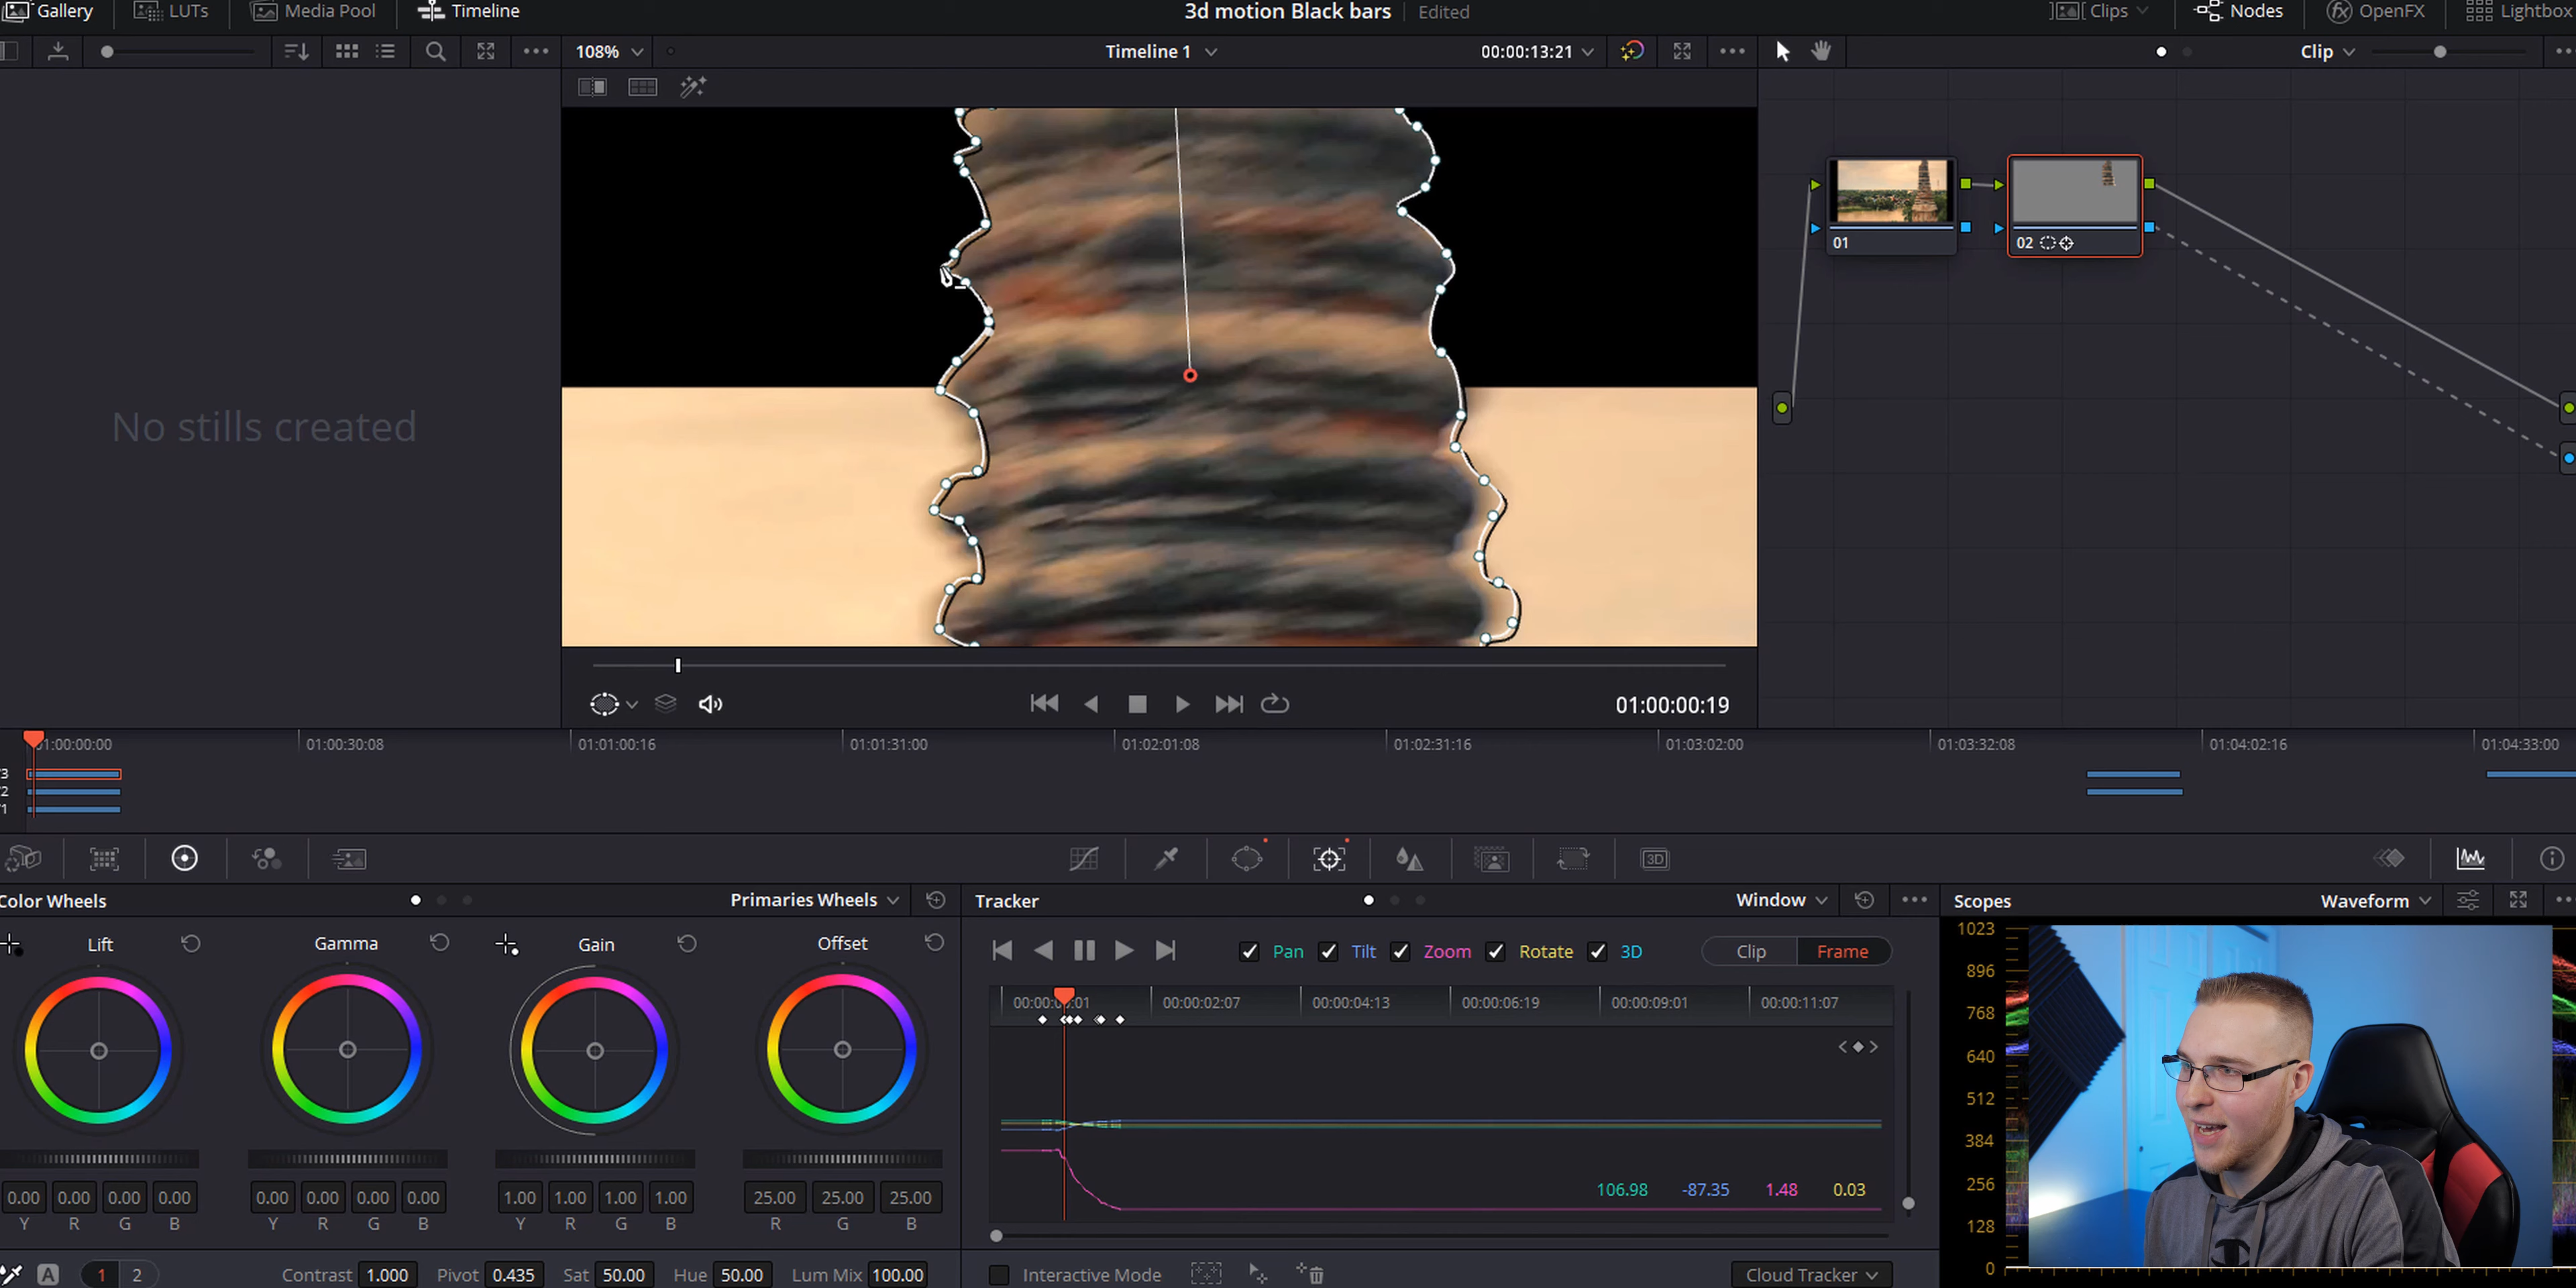 Gallery LUTs Media Pool Timeline 3d motion Black bars Edited Clips Nodes OpenFX Lightbox
108% Timeline 1 00:00:13:21 Clip
No stills created
01 02
01:00:00:19
01:00:00:00 01:00:30:08 01:01:00:16 01:01:31:00 01:02:01:08 01:02:31:16 01:03:02:00 01:03:32:08 01:04:02:16 01:04:33:00
3
2
1
3D
Color Wheels Primaries Wheels Tracker Window Scopes Waveform
Lift Gamma Gain Offset
Pan Tilt Zoom Rotate 3D Clip Frame
00:00:02:07 00:00:04:13 00:00:06:19 00:00:09:01 00:00:11:07
106.98 -87.35 1.48 0.03
0.00 0.00 0.00 0.00 0.00 0.00 0.00 0.00 1.00 1.00 1.00 1.00 25.00 25.00 25.00
Y R G B Y R G B Y R G B R G B
1023
896
768
640
512
384
256
128
0
A 1 2 Contrast 1.000 Pivot 0.435 Sat 50.00 Hue 50.00 Lum Mix 100.00 Interactive Mode Cloud Tracker